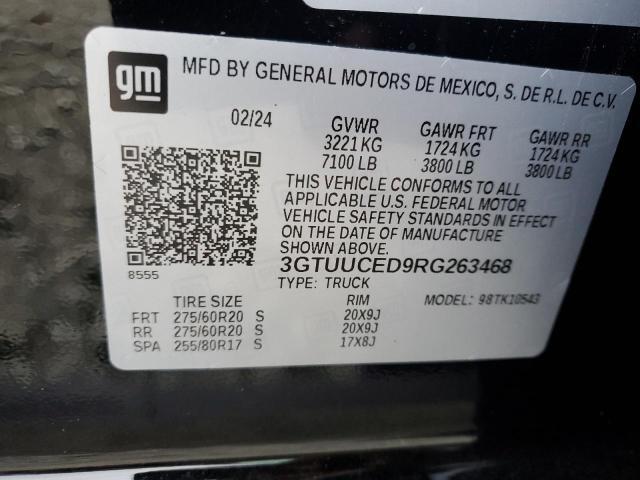 gm
MFD BY GENERAL MOTORS DE MEXICO, S. DE R.L. DE C.V.
02/24 GVWR GAWR FRT GAWR RR
3221 KG 1724 KG 1724 KG
7100 LB 3800 LB 3800 LB
THIS VEHICLE CONFORMS TO ALL
APPLICABLE U.S. FEDERAL MOTOR
VEHICLE SAFETY STANDARDS IN EFFECT
ON THE DATE OF MANUFACTURE
SHOWN ABOVE.
8555 3GTUUCED9RG263468
TYPE: TRUCK MODEL: 98TK10543
TIRE SIZE RIM
FRT 275/60R20 S 20X9J
RR 275/60R20 S 20X9J
SPA 255/80R17 S 17X8J